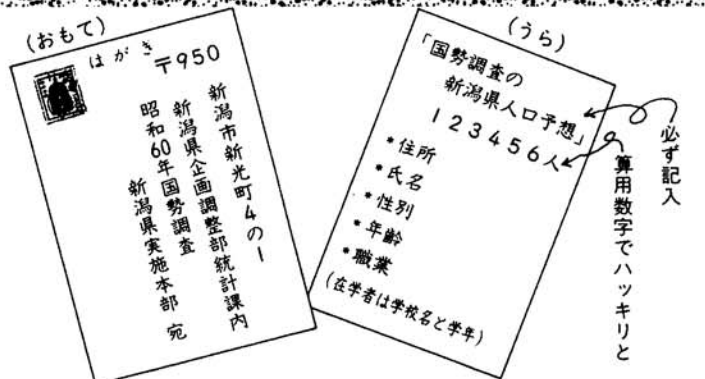 (おもて)
はがき
〒950
新潟市新光町4の1
新潟県企画調整部統計課内
昭和60年国勢調査
新潟県実施本部 宛
(うら)
「国勢調査の
新潟県人口予想」
123456人
*住所
*氏名
*性別
*年齢
*職業
(在学者は学校名と学年)
必ず記入
算用数字でハッキリと